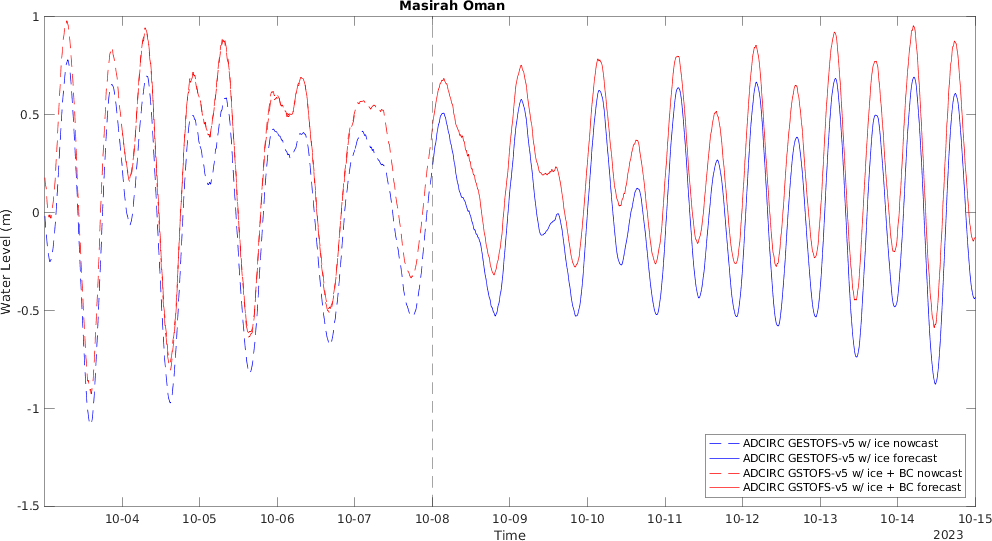 Masirah Oman
1
0.5
0
-0.5
-1
-1.5
Water Level (m)
ADCIRC GESTOFS-v5 w/ ice nowcast
ADCIRC GESTOFS-v5 w/ ice forecast
ADCIRC GSTOFS-v5 w/ ice + BC nowcast
ADCIRC GSTOFS-v5 w/ ice + BC forecast
10-04 10-05 10-06 10-07 10-08 10-09 10-10 10-11 10-12 10-13 10-14 10-15
Time
2023